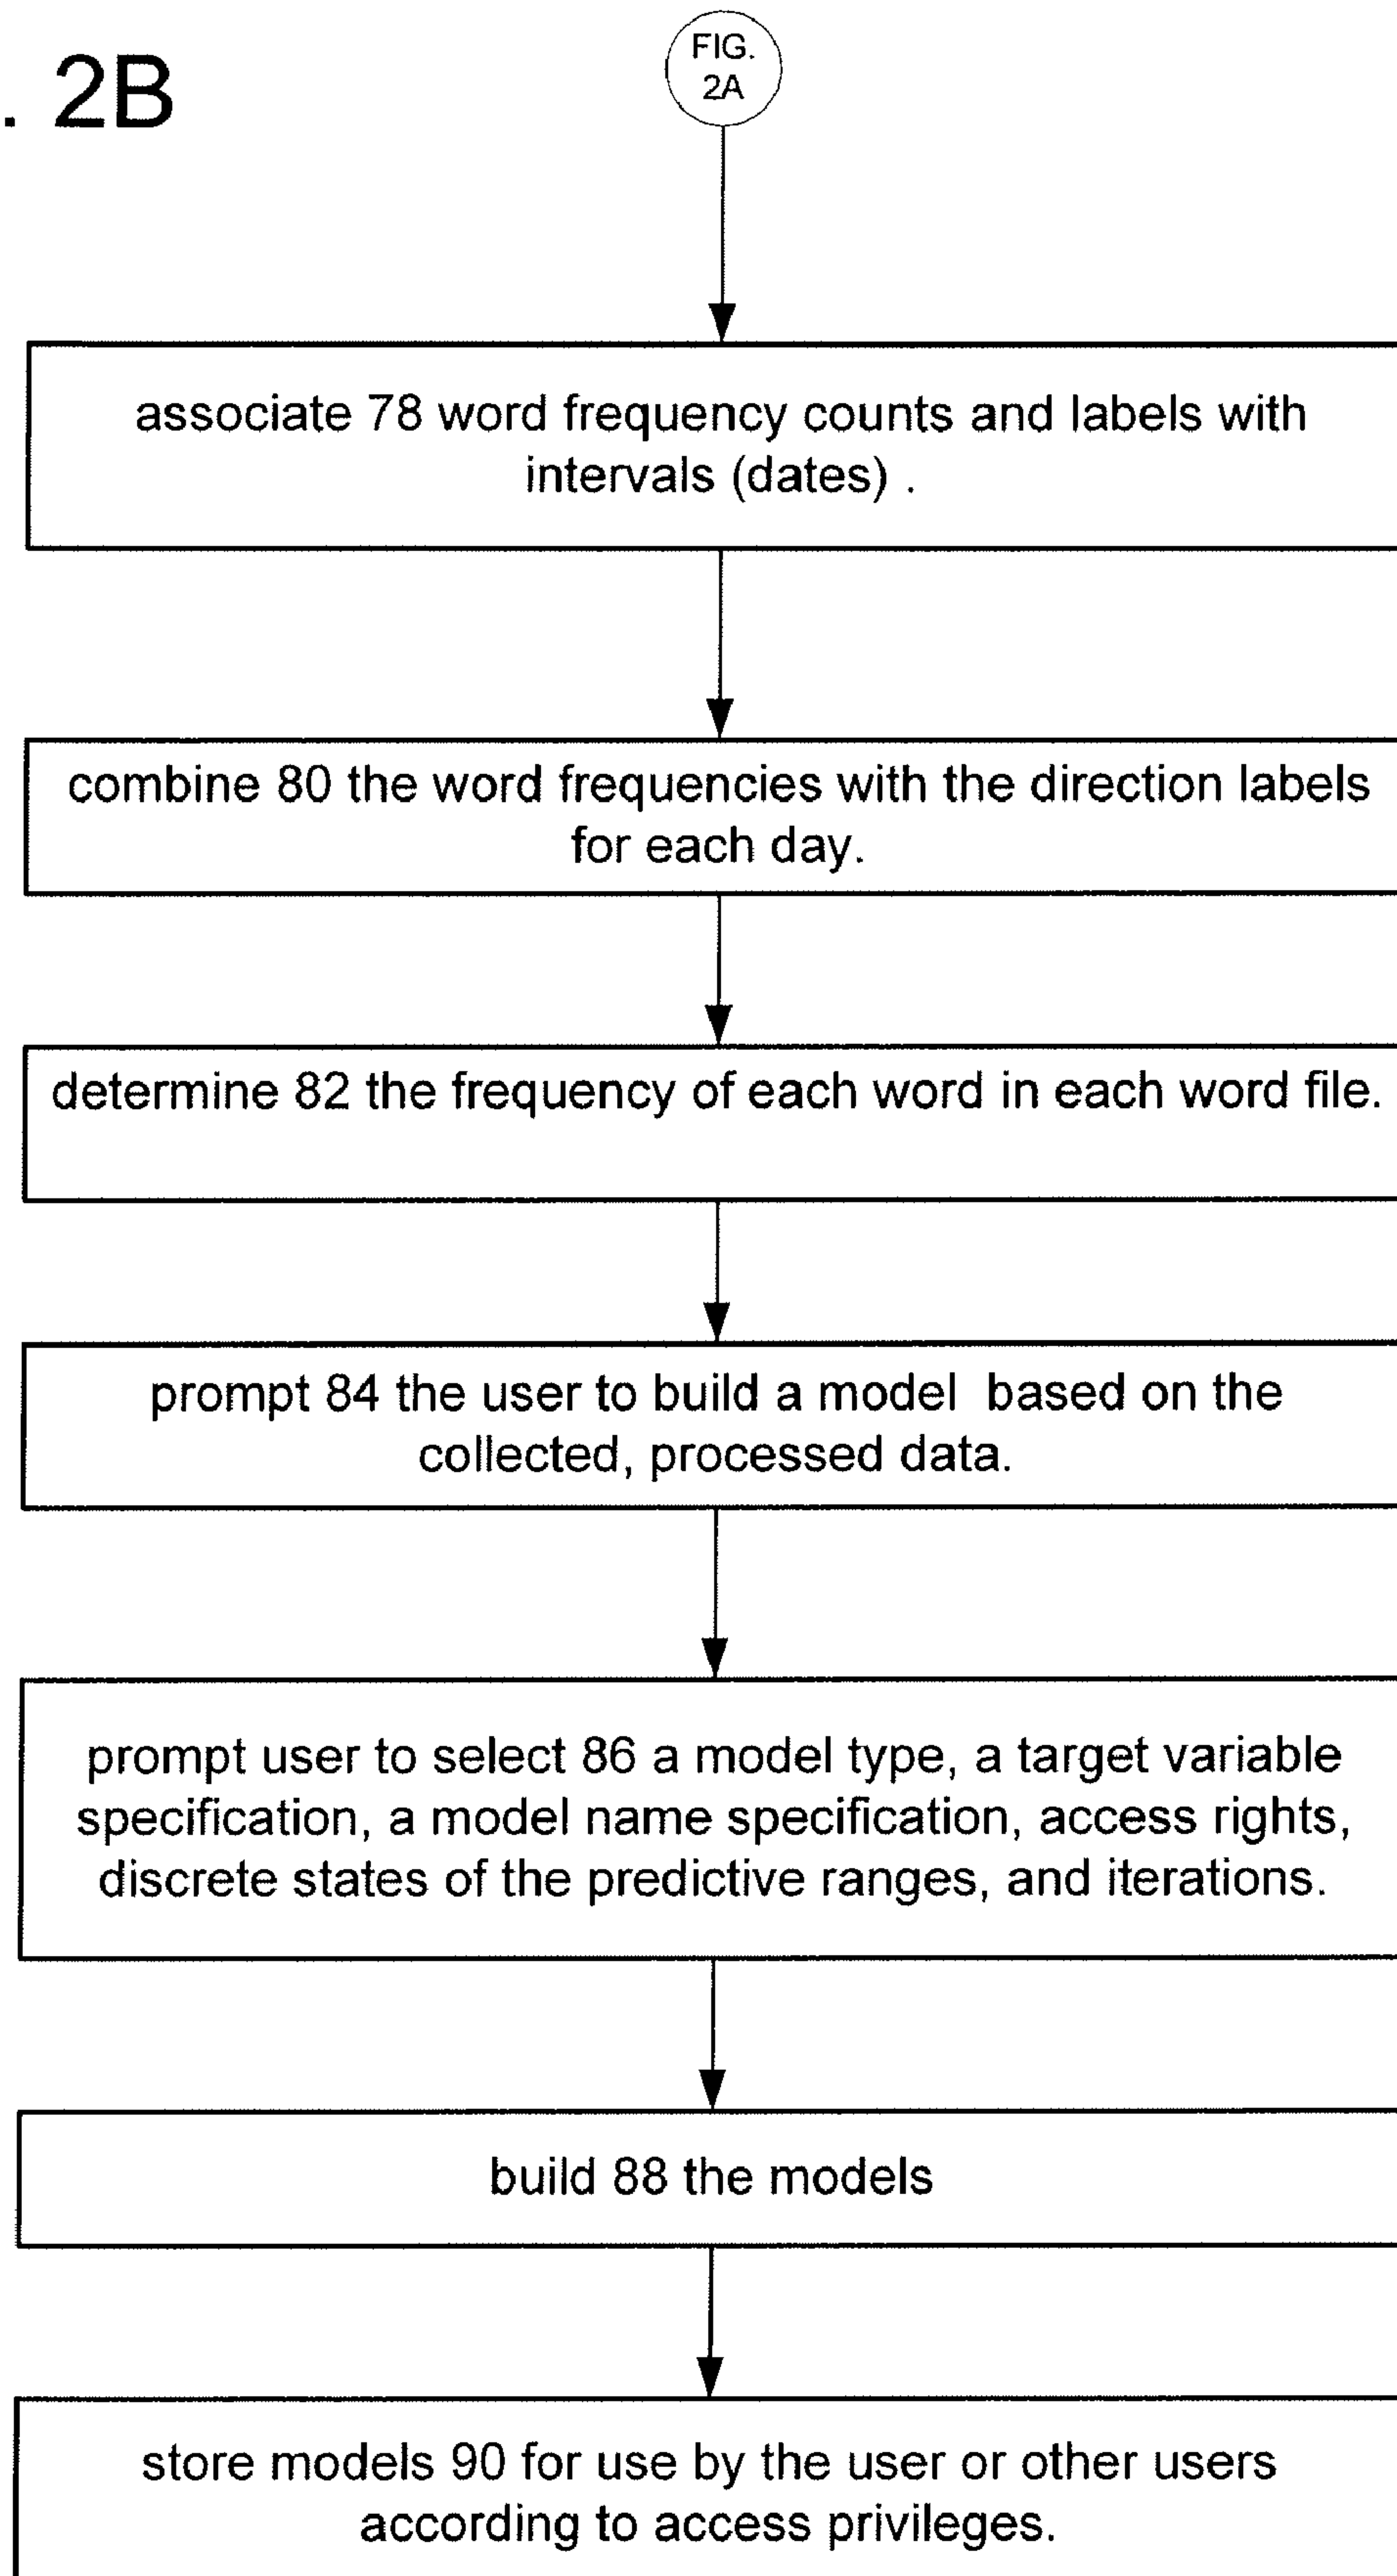 . 2B
FIG.
2A
associate 78 word frequency counts and labels with
intervals (dates) .
combine 80 the word frequencies with the direction labels
for each day.
determine 82 the frequency of each word in each word file.
prompt 84 the user to build a model based on the
collected, processed data.
prompt user to select 86 a model type, a target variable
specification, a model name specification, access rights,
discrete states of the predictive ranges, and iterations.
build 88 the models
store models 90 for use by the user or other users
according to access privileges.